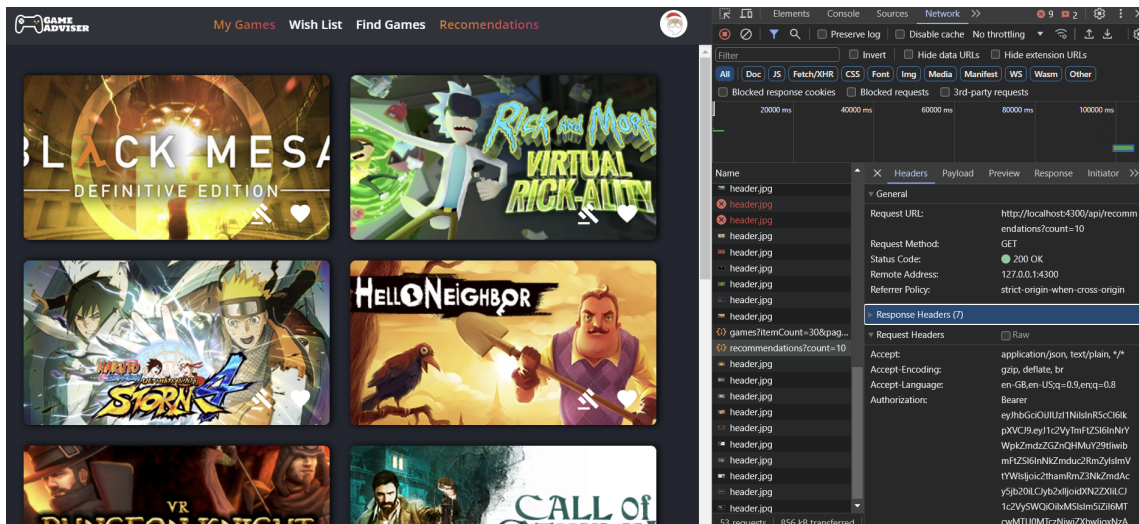 GAME
ADVISER
My Games Wish List Find Games Recomendations
BLACK MESA
DEFINITIVE EDITION
RICK AND MORTY
VIRTUAL
RICK-ALITY
NARUTO
STORM 4
HELLO NEIGHBOR
VR
DUNGEON KNIGHT
CALL OF
Elements Console Sources Network 9 2
Preserve log Disable cache No throttling
Filter Invert Hide data URLs Hide extension URLs
All Doc JS Fetch/XHR CSS Font Img Media Manifest WS Wasm Other
Blocked response cookies Blocked requests 3rd-party requests
20000 ms 40000 ms 60000 ms 80000 ms 100000 ms
Name
header.jpg
header.jpg
header.jpg
header.jpg
header.jpg
header.jpg
header.jpg
header.jpg
header.jpg
games?itemCount=30&pag...
recommendations?count=10
header.jpg
header.jpg
header.jpg
header.jpg
header.jpg
header.jpg
header.jpg
header.jpg
header.jpg
header.jpg
53 requests 856 kB transferred
Headers Payload Preview Response Initiator
General
Request URL: http://localhost:4300/api/recomm
endations?count=10
Request Method: GET
Status Code: 200 OK
Remote Address: 127.0.0.1:4300
Referrer Policy: strict-origin-when-cross-origin
Response Headers (7)
Request Headers Raw
Accept: application/json, text/plain, */*
Accept-Encoding: gzip, deflate, br
Accept-Language: en-GB,en-US;q=0.9,en;q=0.8
Authorization: Bearer